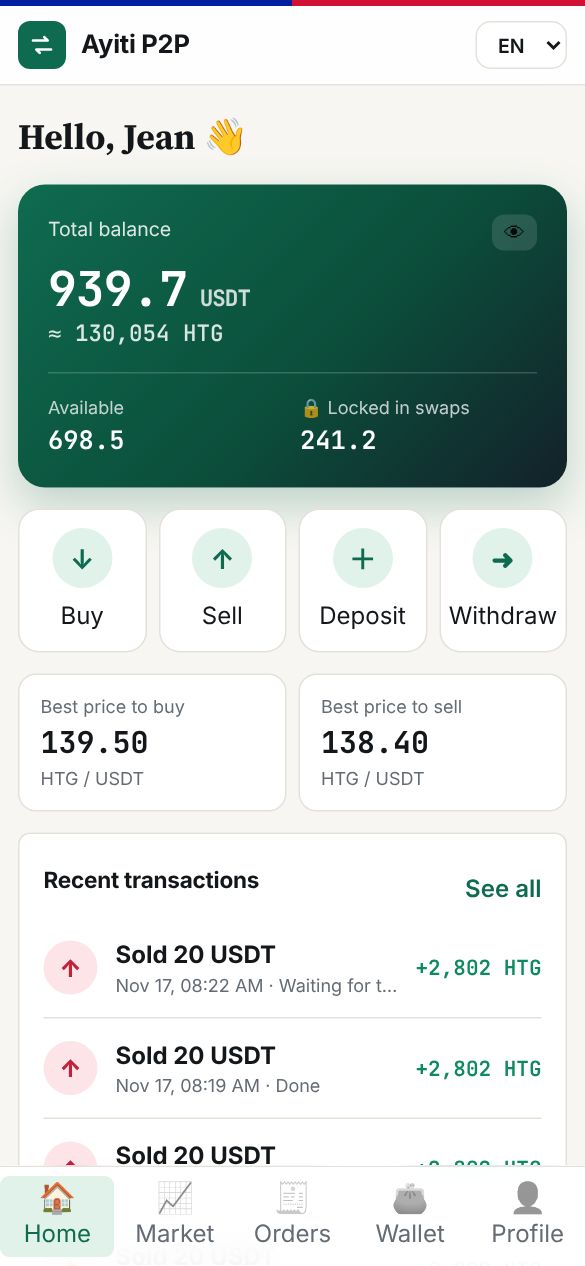 Ayiti P2P
EN
Hello, Jean 👋
Total balance
939.7 USDT
≈ 130,054 HTG
Available
🔒 Locked in swaps
698.5
241.2
Buy
Sell
Deposit
Withdraw
Best price to buy
139.50
HTG / USDT
Best price to sell
138.40
HTG / USDT
Recent transactions
See all
Sold 20 USDT
+2,802 HTG
Nov 17, 08:22 AM · Waiting for t...
Sold 20 USDT
+2,802 HTG
Nov 17, 08:19 AM · Done
Sold 20 USDT
Home
Market
Orders
Wallet
Profile
Sold 20 USDT